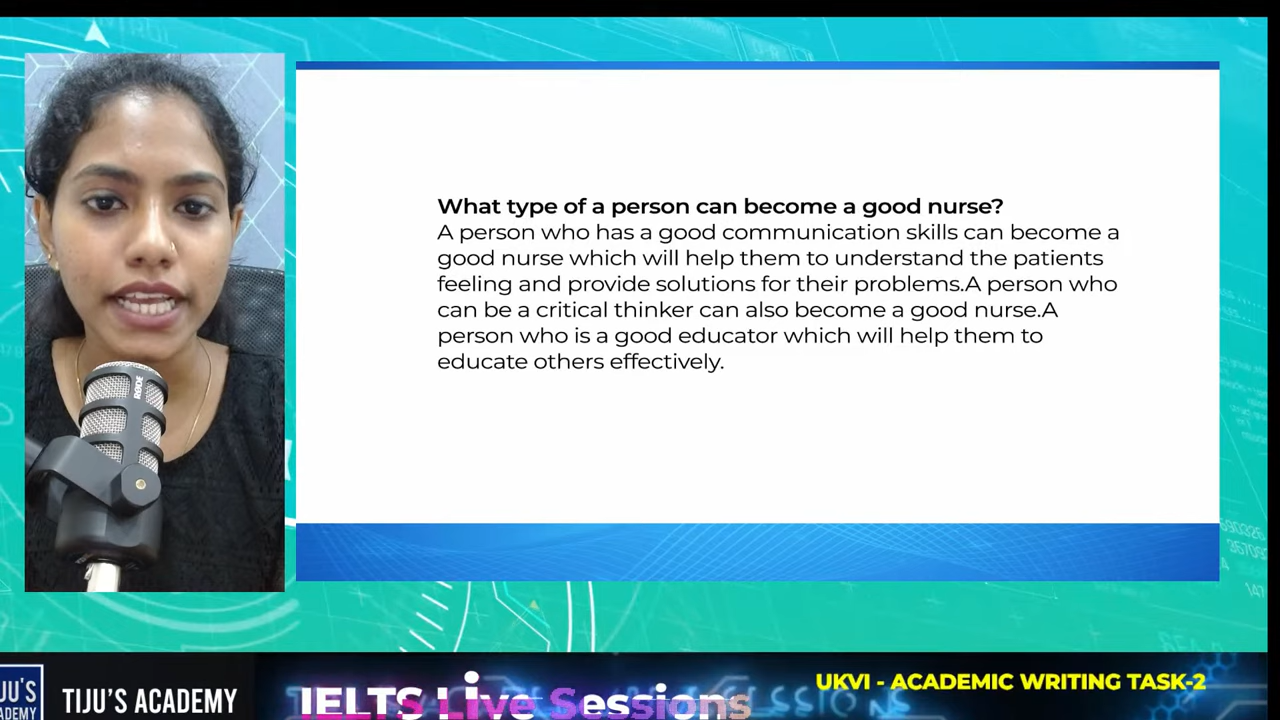 What type of a person can become a good nurse?
A person who has a good communication skills can become a
good nurse which will help them to understand the patients
feeling and provide solutions for their problems.A person who
can be a critical thinker can also become a good nurse.A
person who is a good educator which will help them to
educate others effectively.
RØDE
UKVI - ACADEMIC WRITING TASK-2
TIJU'S ACADEMY
IELTS Live Sessions